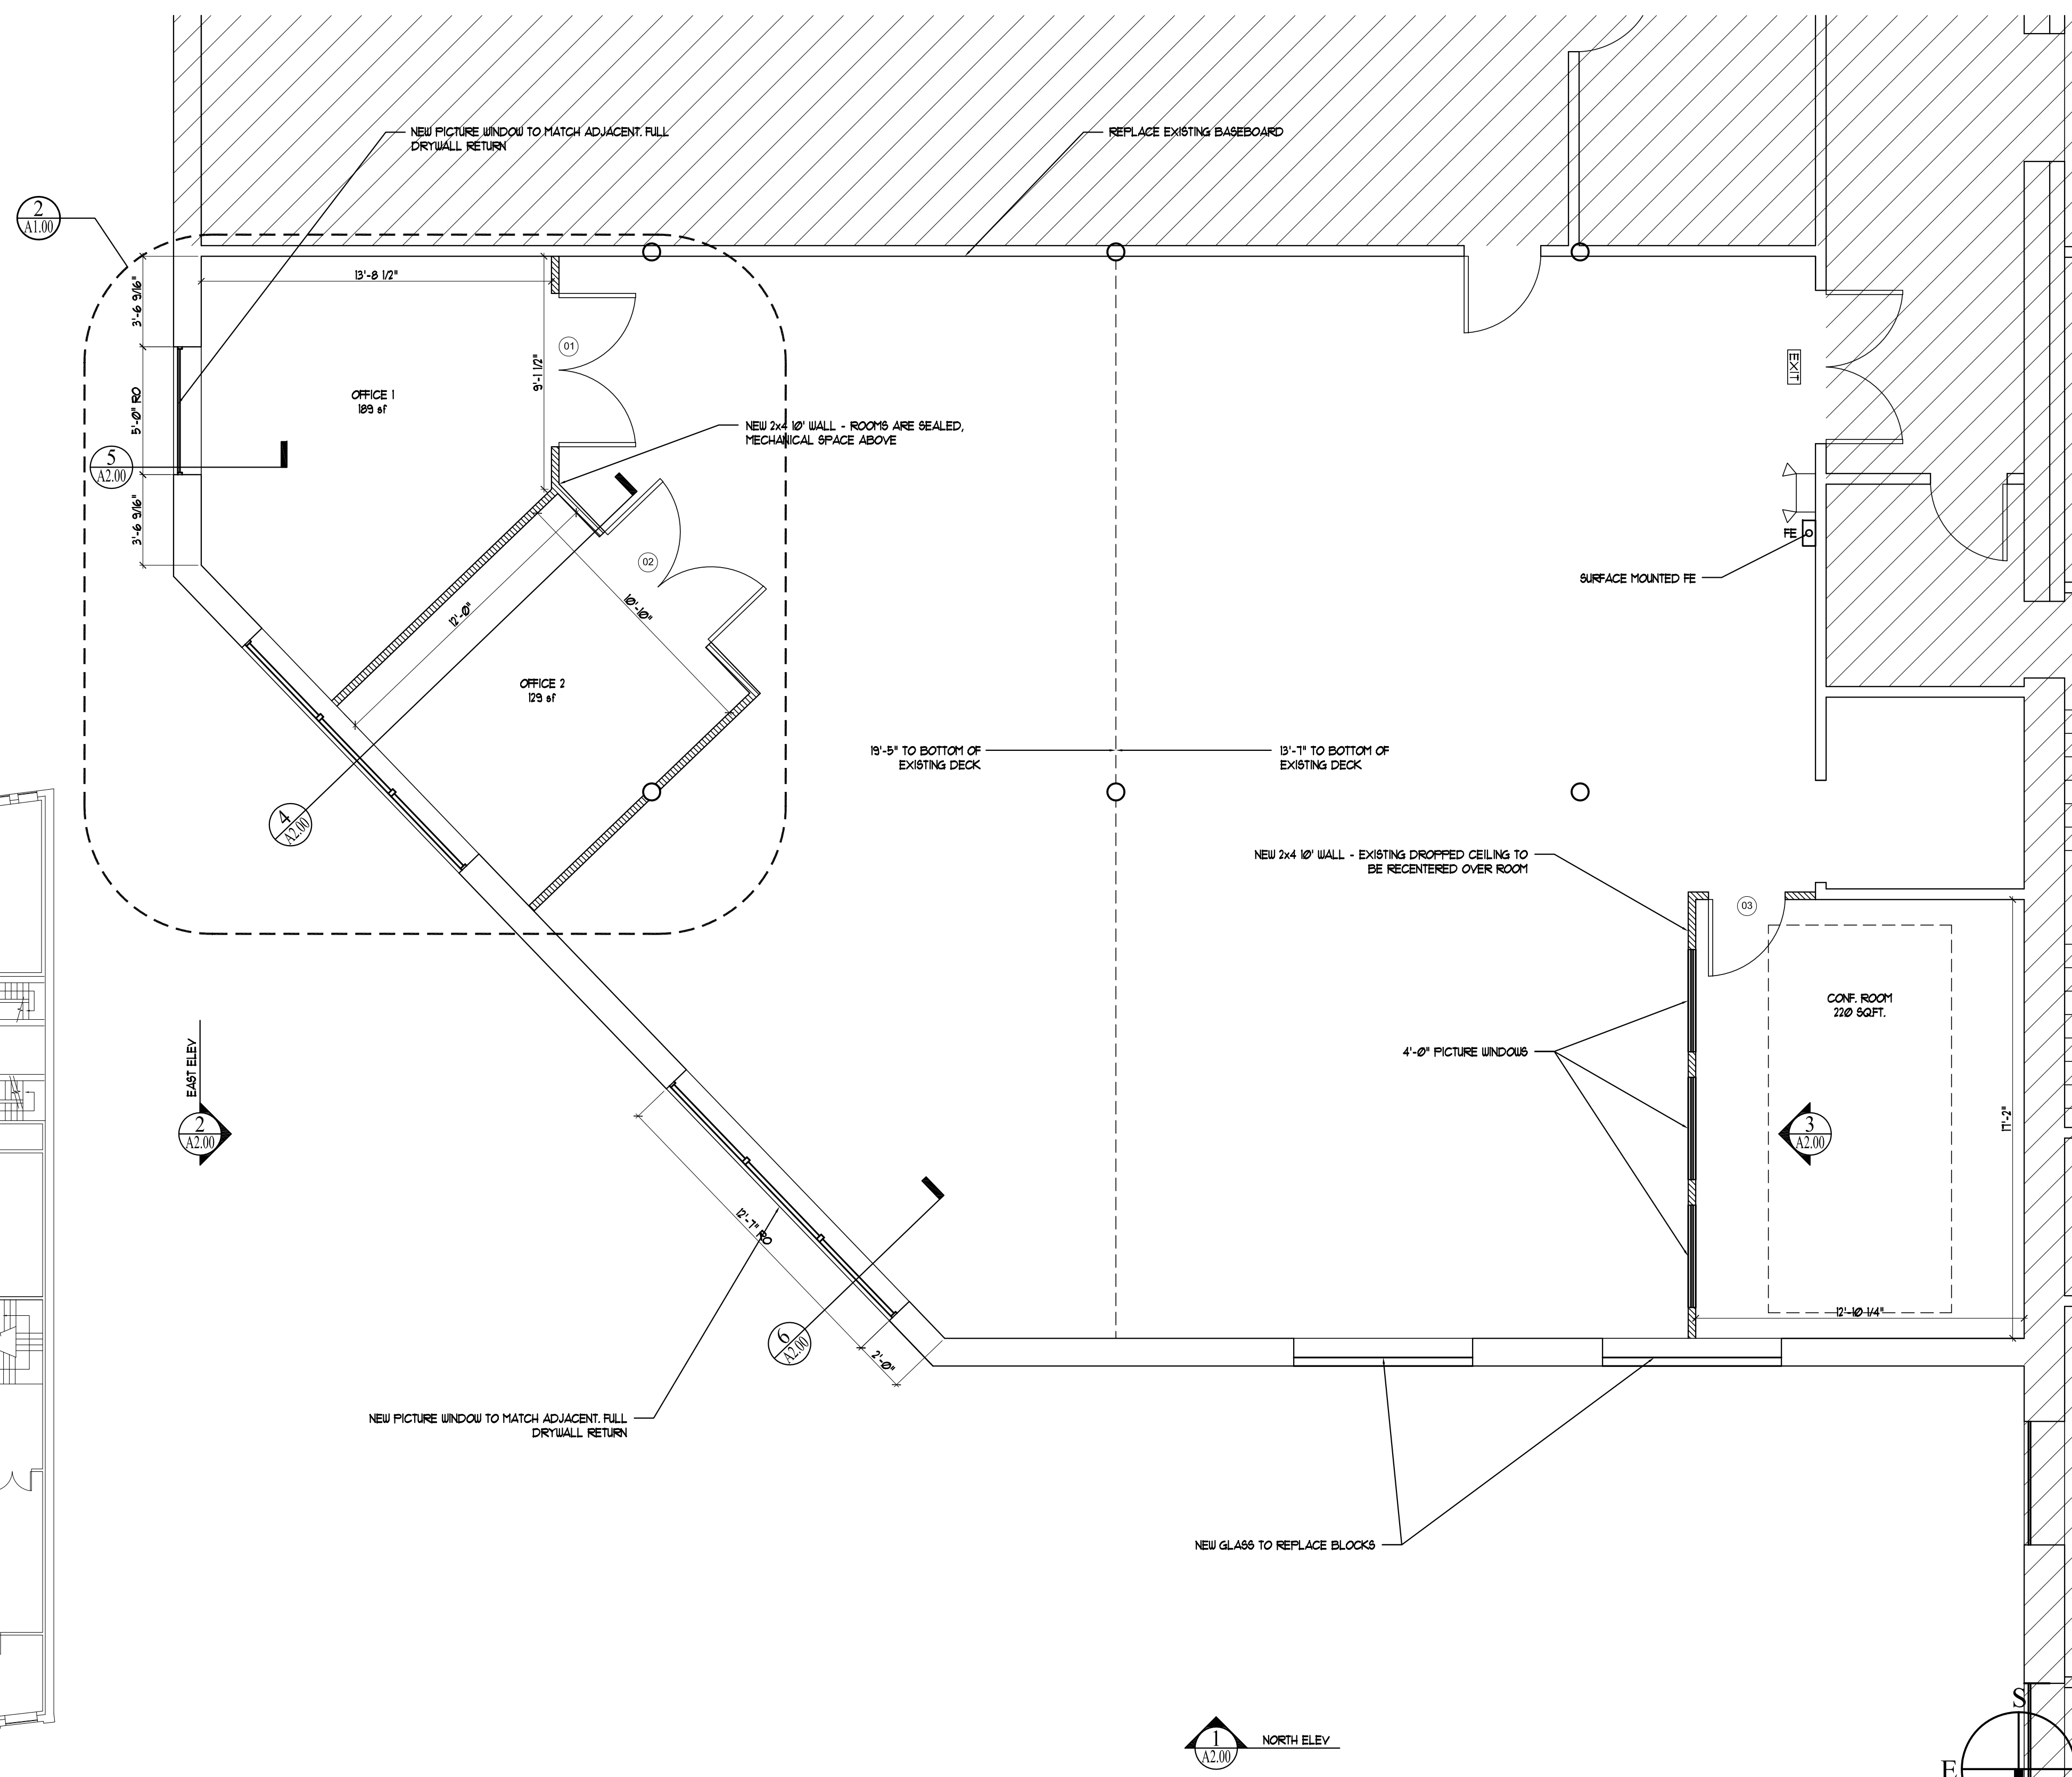 NEW PICTURE WINDOW TO MATCH ADJACENT. FULL
DRYWALL RETURN
REPLACE EXISTING BASEBOARD
2
A1.00
13'-8 1/2"
3'-6 9/16"
5'-0" RO
3'-6 9/16"
9'-1 1/2"
01
EXIT
OFFICE 1
189 sf
NEW 2x4 10' WALL - ROOMS ARE SEALED,
MECHANICAL SPACE ABOVE
5
A2.00
FE
SURFACE MOUNTED FE
02
12'-0"
10'-10"
OFFICE 2
129 sf
19'-5" TO BOTTOM OF
EXISTING DECK
13'-7" TO BOTTOM OF
EXISTING DECK
4
A2.00
NEW 2x4 10' WALL - EXISTING DROPPED CEILING TO
BE RECENTERED OVER ROOM
03
CONF. ROOM
220 SQ.FT.
4'-0" PICTURE WINDOWS
EAST ELEV
2
A2.00
3
A2.00
17'-2"
12'-7" RO
12'-10 1/4"
6
A2.00
2'-0"
NEW PICTURE WINDOW TO MATCH ADJACENT. FULL
DRYWALL RETURN
NEW GLASS TO REPLACE BLOCKS
1
A2.00
NORTH ELEV
S
E